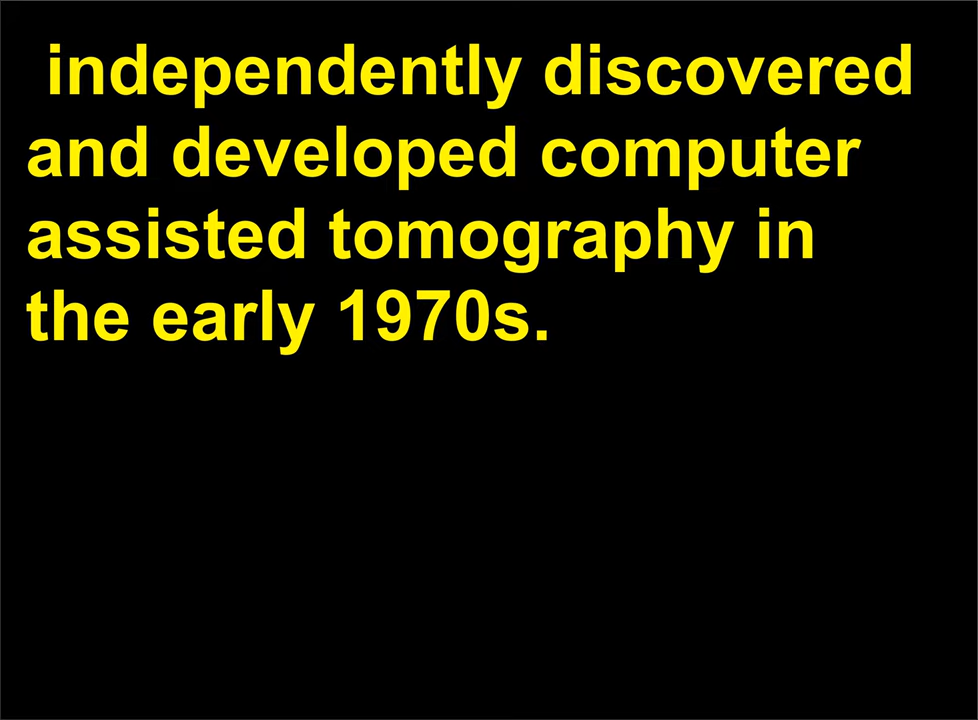 independently discovered
and developed computer
assisted tomography in
the early 1970s.